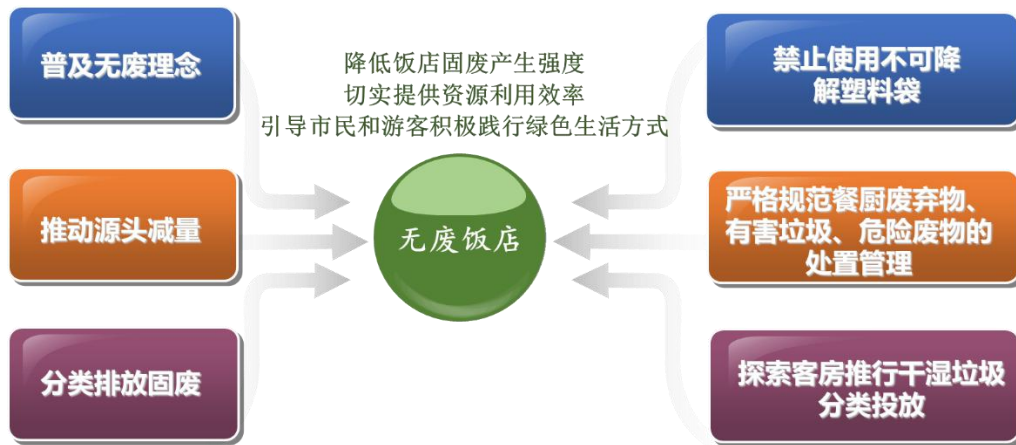 普及无废理念
推动源头减量
分类排放固废
降低饭店固废产生强度
切实提供资源利用效率
引导市民和游客积极践行绿色生活方式
无废饭店
禁止使用不可降
解塑料袋
严格规范餐厨废弃物、
有害垃圾、危险废物的
处置管理
探索客房推行干湿垃圾
分类投放